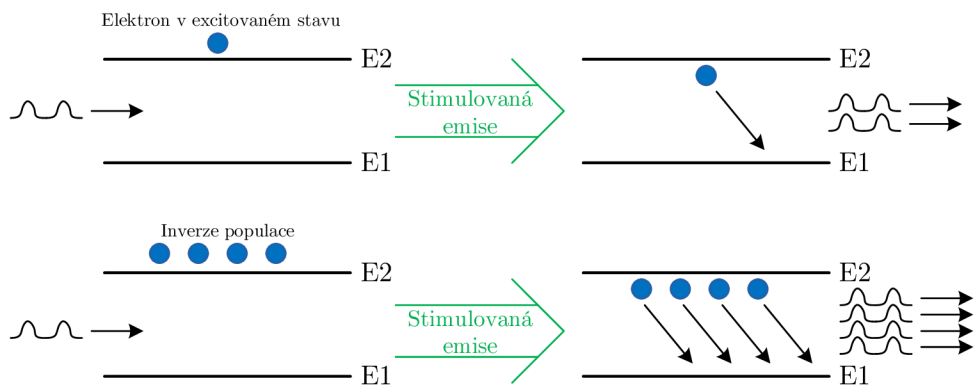 Elektron v excitovaném stavu
E2
E1
Stimulovaná
emise
E2
E1
Inverze populace
E2
E1
Stimulovaná
emise
E2
E1